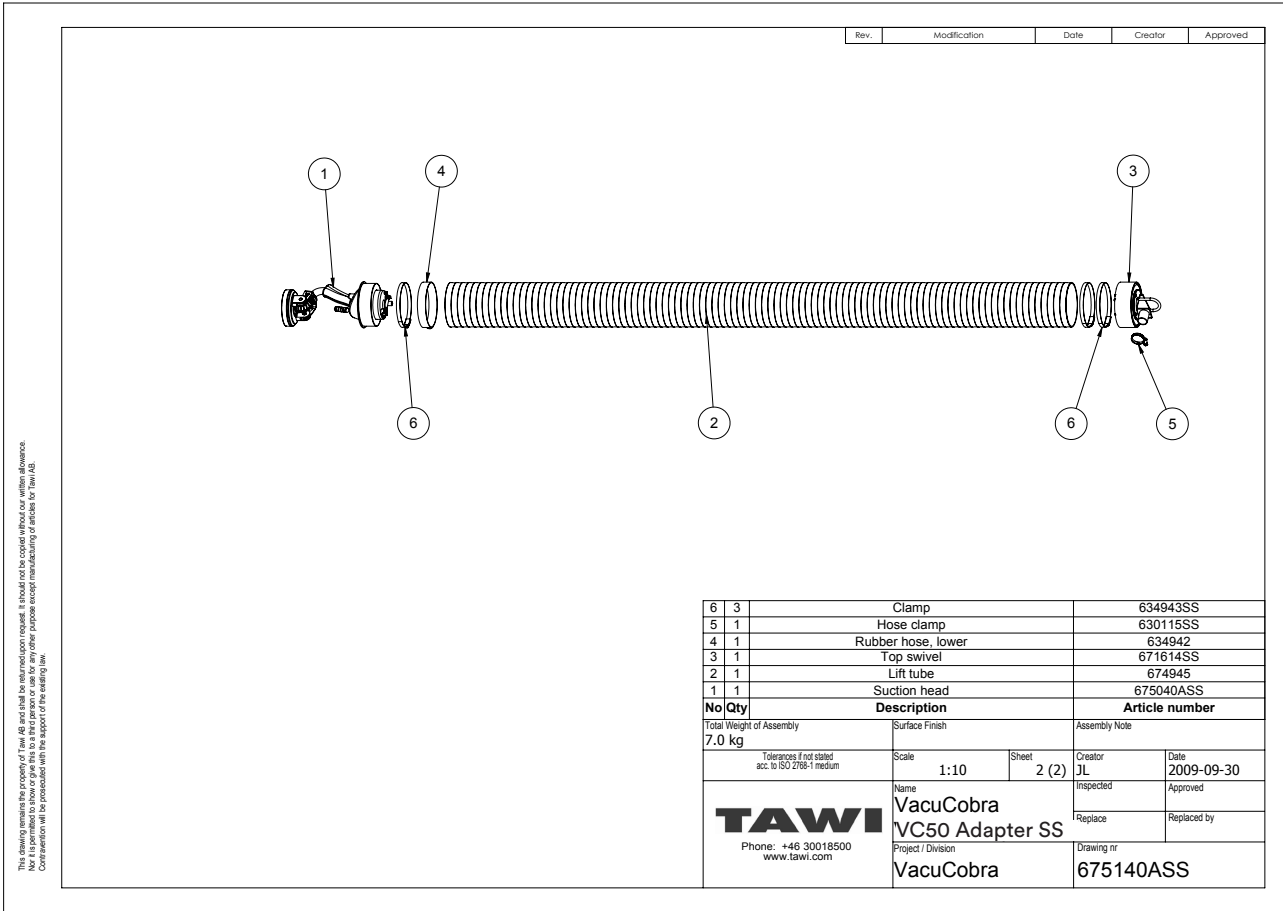 Rev. Modification Date Creator Approved
1 4 3
6 2 6 5
This drawing remains the property of Tawi AB and shall be returned upon request. It should not be copied without our written allowance.
Nor it is permitted to show or give this to a third person or use for any other purpose except manufacturing of articles for Tawi AB.
Contravention will be prosecuted with the support of the existing law.
6 3 Clamp 634943SS
5 1 Hose clamp 630115SS
4 1 Rubber hose, lower 634942
3 1 Top swivel 671614SS
2 1 Lift tube 674945
1 1 Suction head 675040ASS
No Qty Description Article number
Total Weight of Assembly Surface Finish Assembly Note
7.0 kg
Tolerances if not stated
acc. to ISO 2768-1 medium
Scale Sheet Creator Date
1:10 2 (2) JL 2009-09-30
TAWI
Phone: +46 30018500
www.tawi.com
Name Inspected Approved
VacuCobra
VC50 Adapter SS
Replace Replaced by
Project / Division Drawing nr
VacuCobra 675140ASS